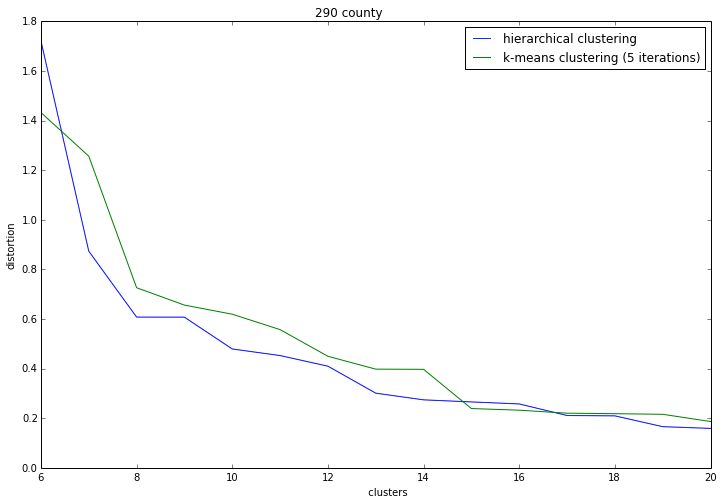 290 county
hierarchical clustering
k-means clustering (5 iterations)
1.8
1.6
1.4
1.2
1.0
0.8
0.6
0.4
0.2
0.0
distortion
6 8 10 12 14 16 18 20
clusters